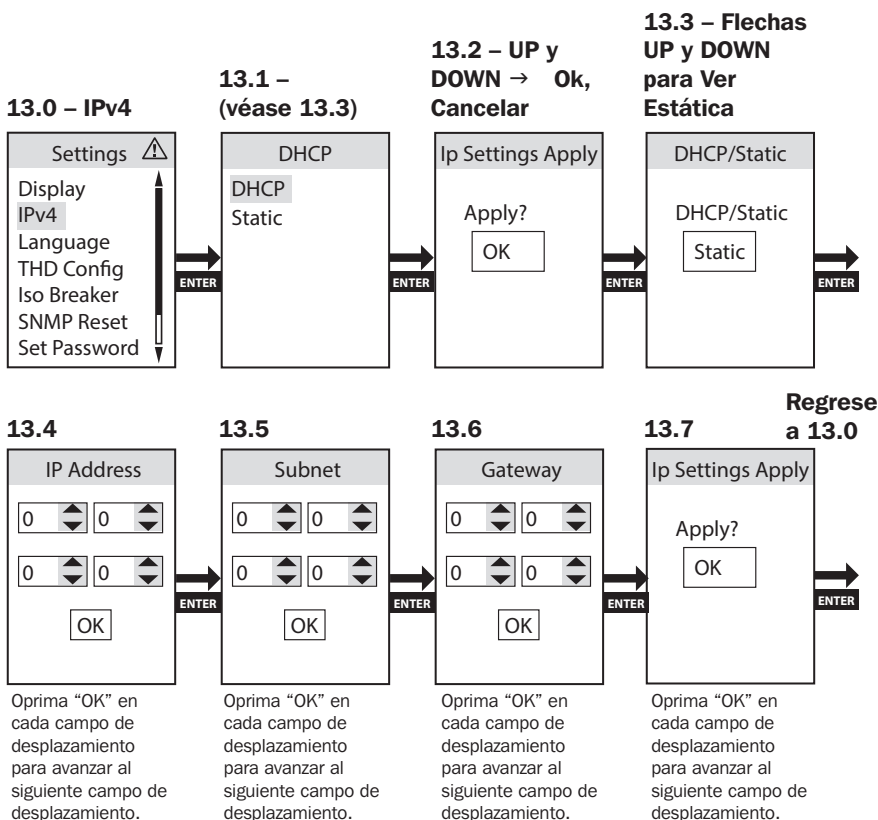 13.0 – IPv4
Settings
Display
IPv4
Language
THD Config
Iso Breaker
SNMP Reset
Set Password
ENTER
13.1 –
(véase 13.3)
DHCP
DHCP
Static
ENTER
13.2 – UP y
DOWN → Ok,
Cancelar
Ip Settings Apply
Apply?
OK
ENTER
13.3 – Flechas
UP y DOWN
para Ver
Estática
DHCP/Static
DHCP/Static
Static
ENTER
13.4
IP Address
0 0
0 0
OK
ENTER
Oprima “OK” en
cada campo de
desplazamiento
para avanzar al
siguiente campo de
desplazamiento.
13.5
Subnet
0 0
0 0
OK
ENTER
Oprima “OK” en
cada campo de
desplazamiento
para avanzar al
siguiente campo de
desplazamiento.
13.6
Gateway
0 0
0 0
OK
ENTER
Oprima “OK” en
cada campo de
desplazamiento
para avanzar al
siguiente campo de
desplazamiento.
13.7
Ip Settings Apply
Apply?
OK
Regrese
a 13.0
ENTER
Oprima “OK” en
cada campo de
desplazamiento
para avanzar al
siguiente campo de
desplazamiento.